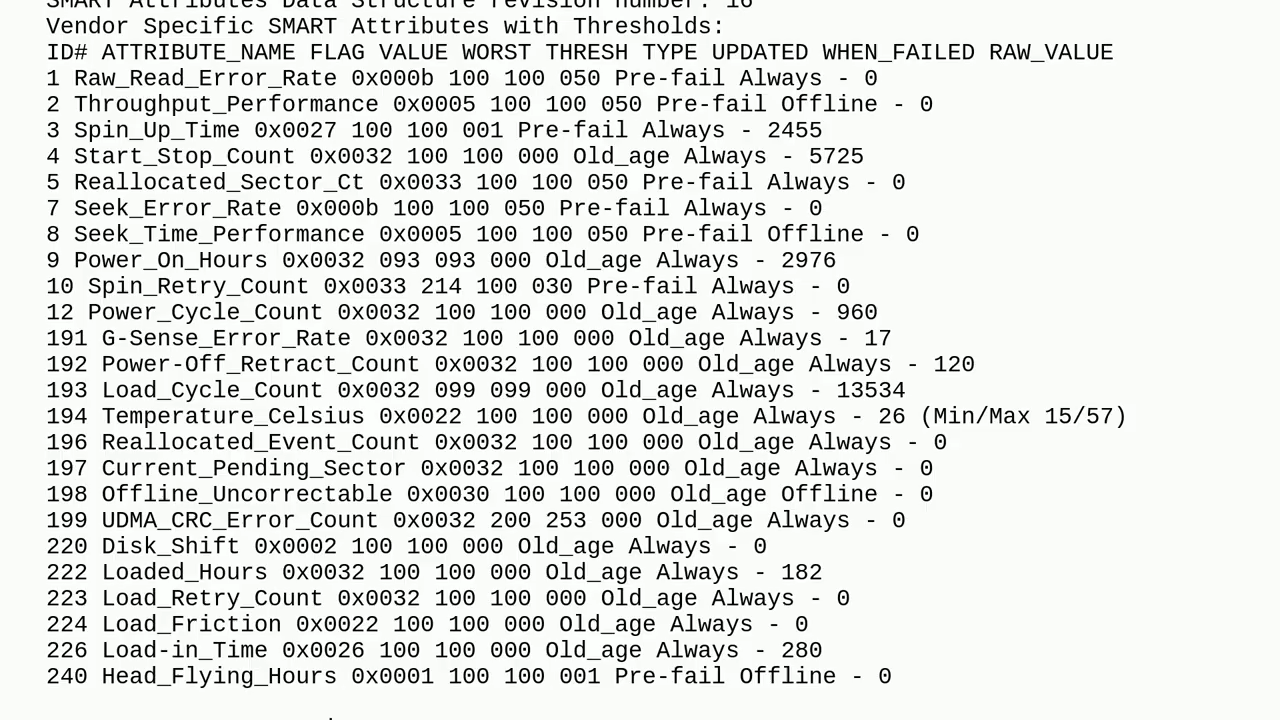 SMART Attributes Data Structure revision number: 16
Vendor Specific SMART Attributes with Thresholds:
ID# ATTRIBUTE_NAME FLAG VALUE WORST THRESH TYPE UPDATED WHEN_FAILED RAW_VALUE
1 Raw_Read_Error_Rate 0x000b 100 100 050 Pre-fail Always - 0
2 Throughput_Performance 0x0005 100 100 050 Pre-fail Offline - 0
3 Spin_Up_Time 0x0027 100 100 001 Pre-fail Always - 2455
4 Start_Stop_Count 0x0032 100 100 000 Old_age Always - 5725
5 Reallocated_Sector_Ct 0x0033 100 100 050 Pre-fail Always - 0
7 Seek_Error_Rate 0x000b 100 100 050 Pre-fail Always - 0
8 Seek_Time_Performance 0x0005 100 100 050 Pre-fail Offline - 0
9 Power_On_Hours 0x0032 093 093 000 Old_age Always - 2976
10 Spin_Retry_Count 0x0033 214 100 030 Pre-fail Always - 0
12 Power_Cycle_Count 0x0032 100 100 000 Old_age Always - 960
191 G-Sense_Error_Rate 0x0032 100 100 000 Old_age Always - 17
192 Power-Off_Retract_Count 0x0032 100 100 000 Old_age Always - 120
193 Load_Cycle_Count 0x0032 099 099 000 Old_age Always - 13534
194 Temperature_Celsius 0x0022 100 100 000 Old_age Always - 26 (Min/Max 15/57)
196 Reallocated_Event_Count 0x0032 100 100 000 Old_age Always - 0
197 Current_Pending_Sector 0x0032 100 100 000 Old_age Always - 0
198 Offline_Uncorrectable 0x0030 100 100 000 Old_age Offline - 0
199 UDMA_CRC_Error_Count 0x0032 200 253 000 Old_age Always - 0
220 Disk_Shift 0x0002 100 100 000 Old_age Always - 0
222 Loaded_Hours 0x0032 100 100 000 Old_age Always - 182
223 Load_Retry_Count 0x0032 100 100 000 Old_age Always - 0
224 Load_Friction 0x0022 100 100 000 Old_age Always - 0
226 Load-in_Time 0x0026 100 100 000 Old_age Always - 280
240 Head_Flying_Hours 0x0001 100 100 001 Pre-fail Offline - 0